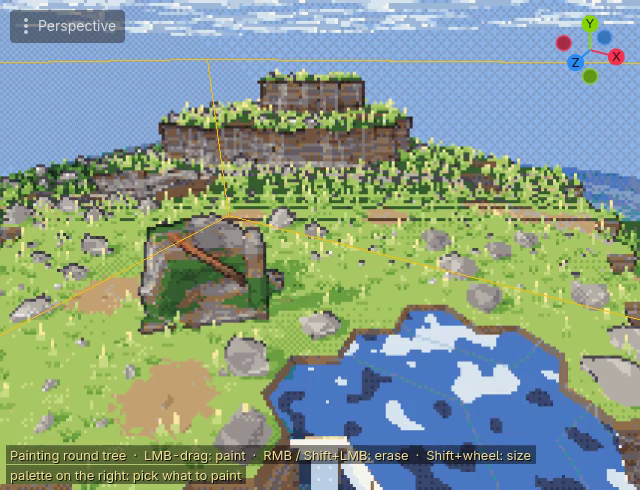 Perspective
Y
X
Z
Painting round tree · LMB-drag: paint · RMB / Shift+LMB: erase · Shift+wheel: size
palette on the right: pick what to paint